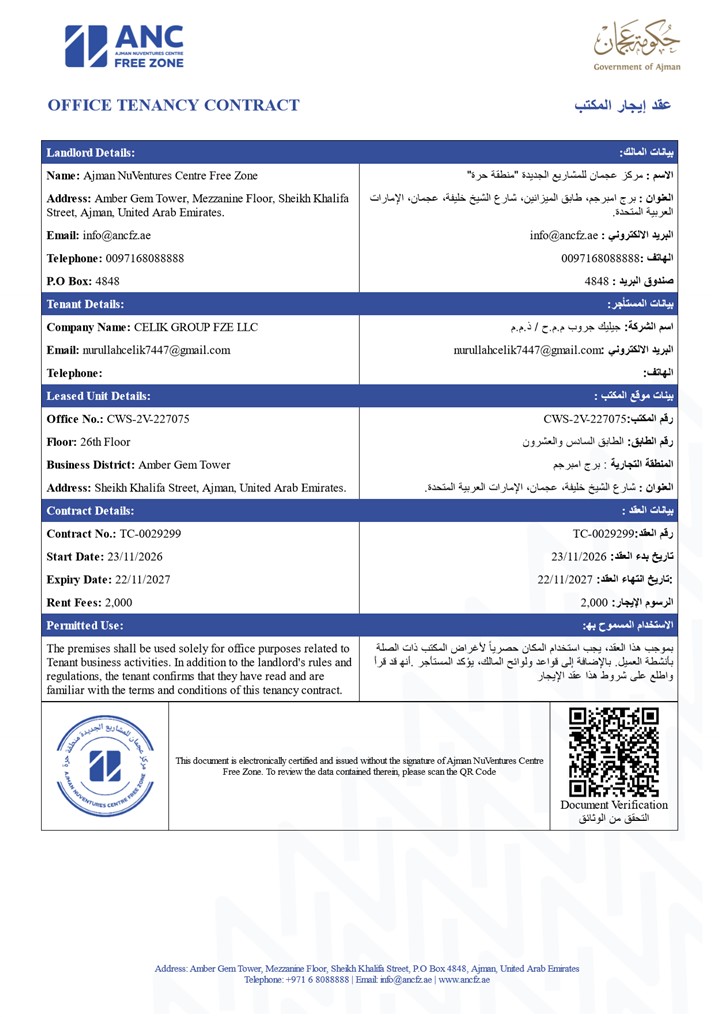 ANC
AJMAN NUVENTURES CENTRE
FREE ZONE
حكومة عجمان
Government of Ajman
OFFICE TENANCY CONTRACT
عقد إيجار المكتب
Landlord Details:
بيانات المالك:
Name: Ajman NuVentures Centre Free Zone
الاسم : مركز عجمان للمشاريع الجديدة "منطقة حرة"
Address: Amber Gem Tower, Mezzanine Floor, Sheikh Khalifa
Street, Ajman, United Arab Emirates.
العنوان : برج امبرجم، طابق الميزانين، شارع الشيخ خليفة، عجمان، الإمارات
العربية المتحدة.
Email: info@ancfz.ae
البريد الالكتروني : info@ancfz.ae
Telephone: 0097168088888
الهاتف :0097168088888
P.O Box: 4848
صندوق البريد : 4848
Tenant Details:
بيانات المستأجر:
Company Name: CELIK GROUP FZE LLC
اسم الشركة: جيليك جروب م.م.ح / ذ.م.م
Email: nurullahcelik7447@gmail.com
البريد الالكتروني :nurullahcelik7447@gmail.com
Telephone:
الهاتف:
Leased Unit Details:
بينات موقع المكتب :
Office No.: CWS-2V-227075
رقم المكتب:CWS-2V-227075
Floor: 26th Floor
رقم الطابق: الطابق السادس والعشرون
Business District: Amber Gem Tower
المنطقة التجارية : برج امبرجم
Address: Sheikh Khalifa Street, Ajman, United Arab Emirates.
العنوان : شارع الشيخ خليفة، عجمان، الإمارات العربية المتحدة.
Contract Details:
بيانات العقد :
Contract No.: TC-0029299
رقم العقد:TC-0029299
Start Date: 23/11/2026
تاريخ بدء العقد: 23/11/2026
Expiry Date: 22/11/2027
:تاريخ انتهاء العقد: 22/11/2027
Rent Fees: 2,000
الرسوم الإيجار: 2,000
Permitted Use:
الاستخدام المسموح به:
The premises shall be used solely for office purposes related to
Tenant business activities. In addition to the landlord's rules and
regulations, the tenant confirms that they have read and are
familiar with the terms and conditions of this tenancy contract.
بموجب هذا العقد، يجب استخدام المكان حصرياً لأغراض المكتب ذات الصلة
بأنشطة العميل. بالإضافة إلى قواعد ولوائح المالك، يؤكد المستأجر .أنه قد قرأ
واطلع على شروط هذا عقد الإيجار
مركز عجمان للمشاريع الجديدة منطقة حرة
AJMAN NUVENTURES CENTRE FREE ZONE
This document is electronically certified and issued without the signature of Ajman NuVentures Centre
Free Zone. To review the data contained therein, please scan the QR Code
Document Verification
التحقق من الوثائق
Address: Amber Gem Tower, Mezzanine Floor, Sheikh Khalifa Street, P.O Box 4848, Ajman, United Arab Emirates
Telephone: +971 6 8088888 | Email: info@ancfz.ae | www.ancfz.ae